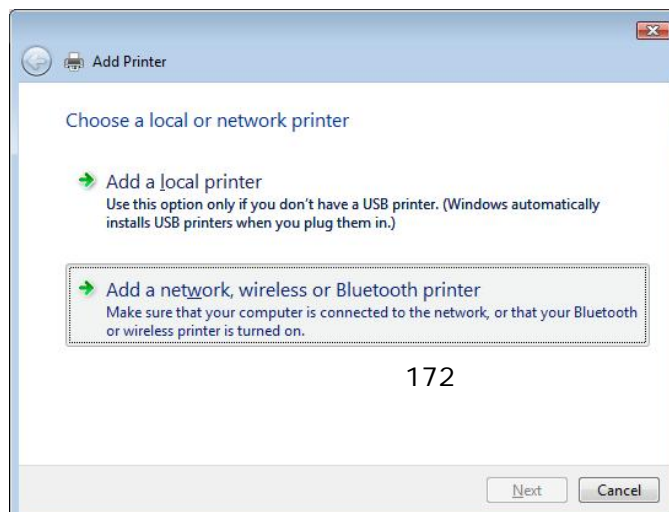 Add Printer
Choose a local or network printer
Add a local printer
Use this option only if you don't have a USB printer. (Windows automatically
installs USB printers when you plug them in.)
Add a network, wireless or Bluetooth printer
Make sure that your computer is connected to the network, or that your Bluetooth
or wireless printer is turned on.
172
Next Cancel